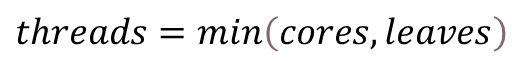 threads = min(cores, leaves)